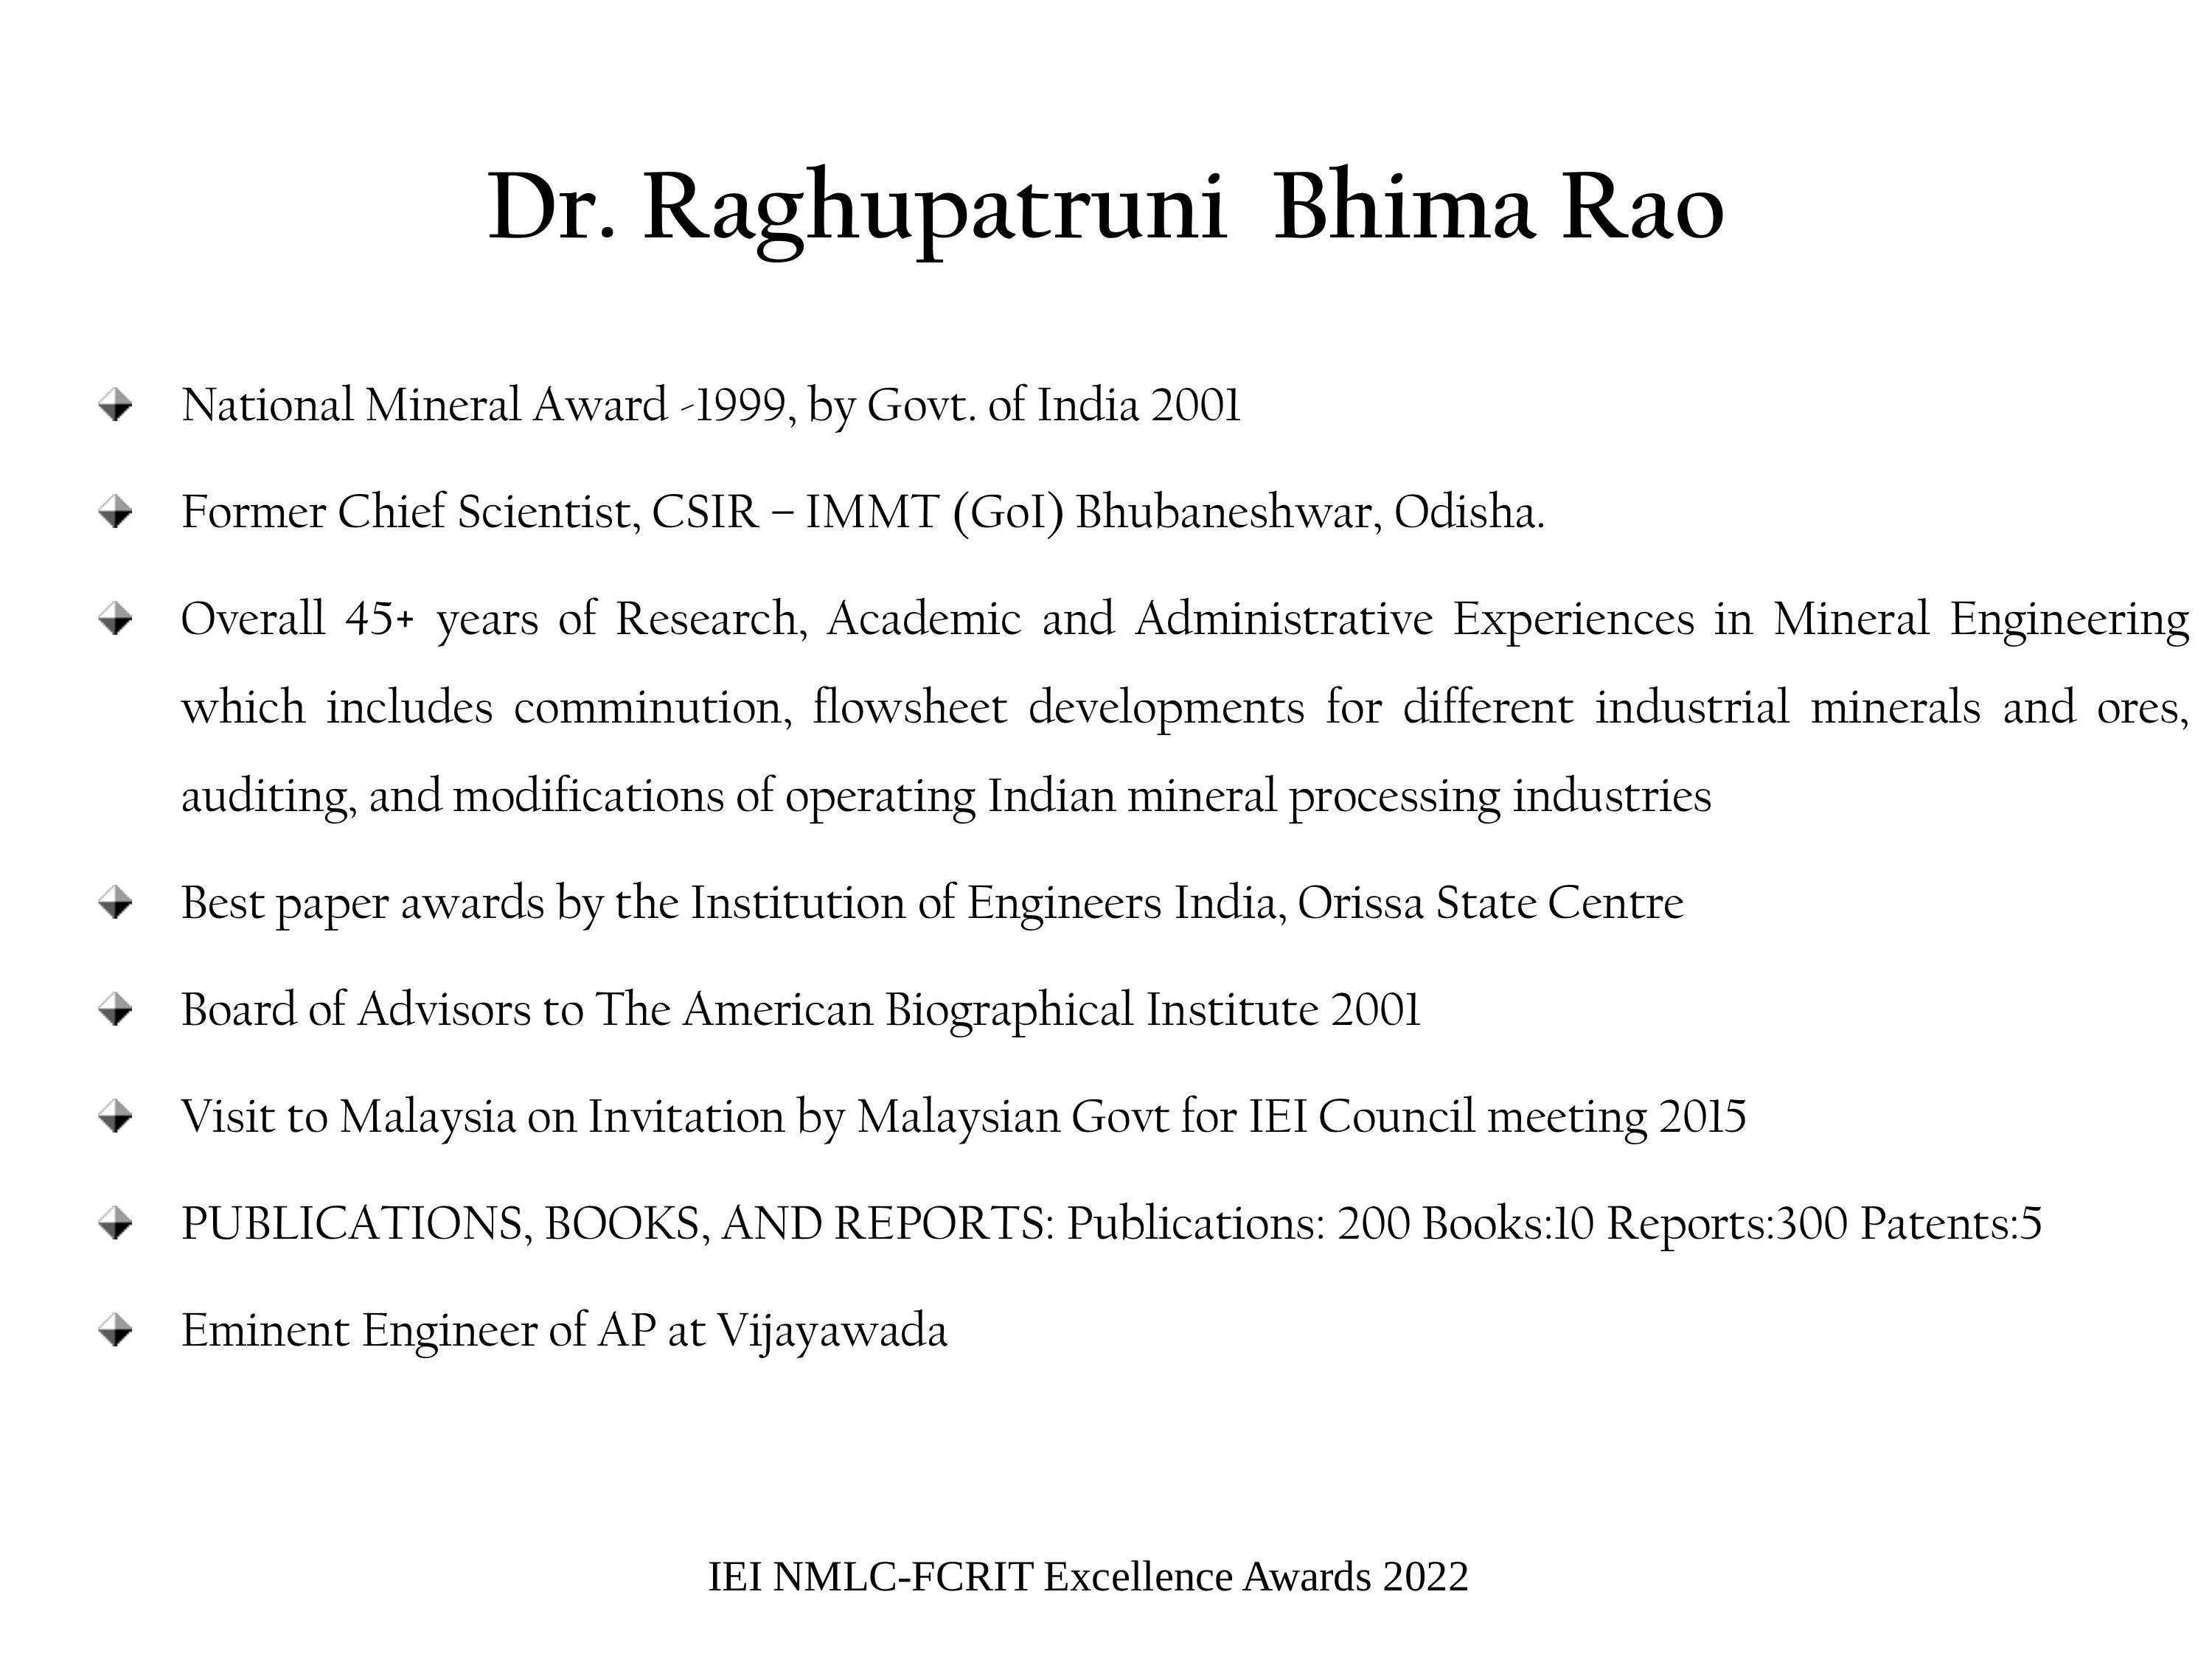 Dr. Raghupatruni Bhima Rao
National Mineral Award -1999, by Govt. of India 2001
Former Chief Scientist, CSIR – IMMT (GoI) Bhubaneshwar, Odisha.
Overall 45+ years of Research, Academic and Administrative Experiences in Mineral Engineering
which includes comminution, flowsheet developments for different industrial minerals and ores,
auditing, and modifications of operating Indian mineral processing industries
Best paper awards by the Institution of Engineers India, Orissa State Centre
Board of Advisors to The American Biographical Institute 2001
Visit to Malaysia on Invitation by Malaysian Govt for IEI Council meeting 2015
PUBLICATIONS, BOOKS, AND REPORTS: Publications: 200 Books:10 Reports:300 Patents:5
Eminent Engineer of AP at Vijayawada
IEI NMLC-FCRIT Excellence Awards 2022